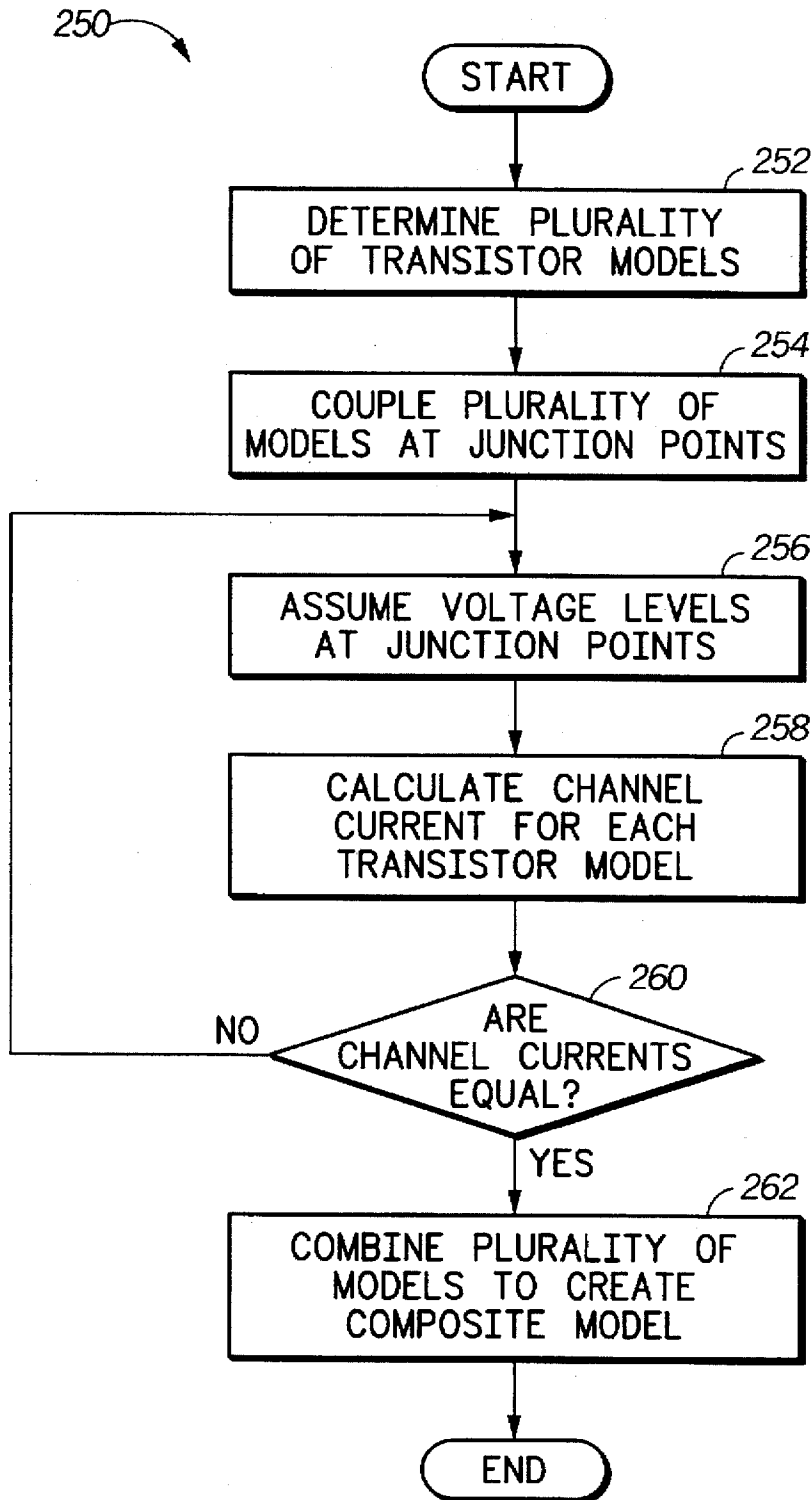 250
START
252
DETERMINE PLURALITY
OF TRANSISTOR MODELS
254
COUPLE PLURALITY OF
MODELS AT JUNCTION POINTS
256
ASSUME VOLTAGE LEVELS
AT JUNCTION POINTS
258
CALCULATE CHANNEL
CURRENT FOR EACH
TRANSISTOR MODEL
260
NO
ARE
CHANNEL CURRENTS
EQUAL?
YES
262
COMBINE PLURALITY OF
MODELS TO CREATE
COMPOSITE MODEL
END